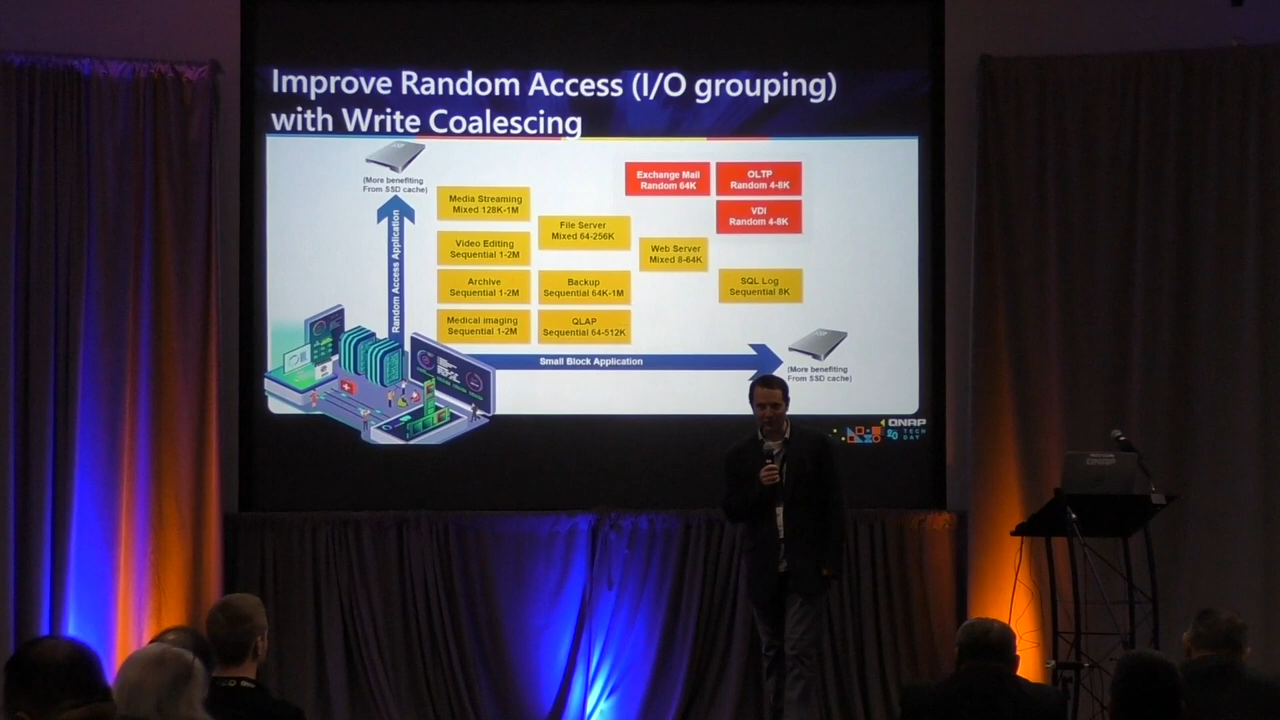 Improve Random Access (I/O grouping)
with Write Coalescing
(More benefiting
From SSD cache)
Random Access Application
Media Streaming
Mixed 128K-1M
Video Editing
Sequential 1-2M
Archive
Sequential 1-2M
Medical imaging
Sequential 1-2M
File Server
Mixed 64-256K
Backup
Sequential 64K-1M
QLAP
Sequential 64-512K
Exchange Mail
Random 64K
Web Server
Mixed 8-64K
OLTP
Random 4-8K
VDI
Random 4-8K
SQL Log
Sequential 8K
Small Block Application
(More benefiting
From SSD cache)
QNAP
20 TECH
DAY
QNAP